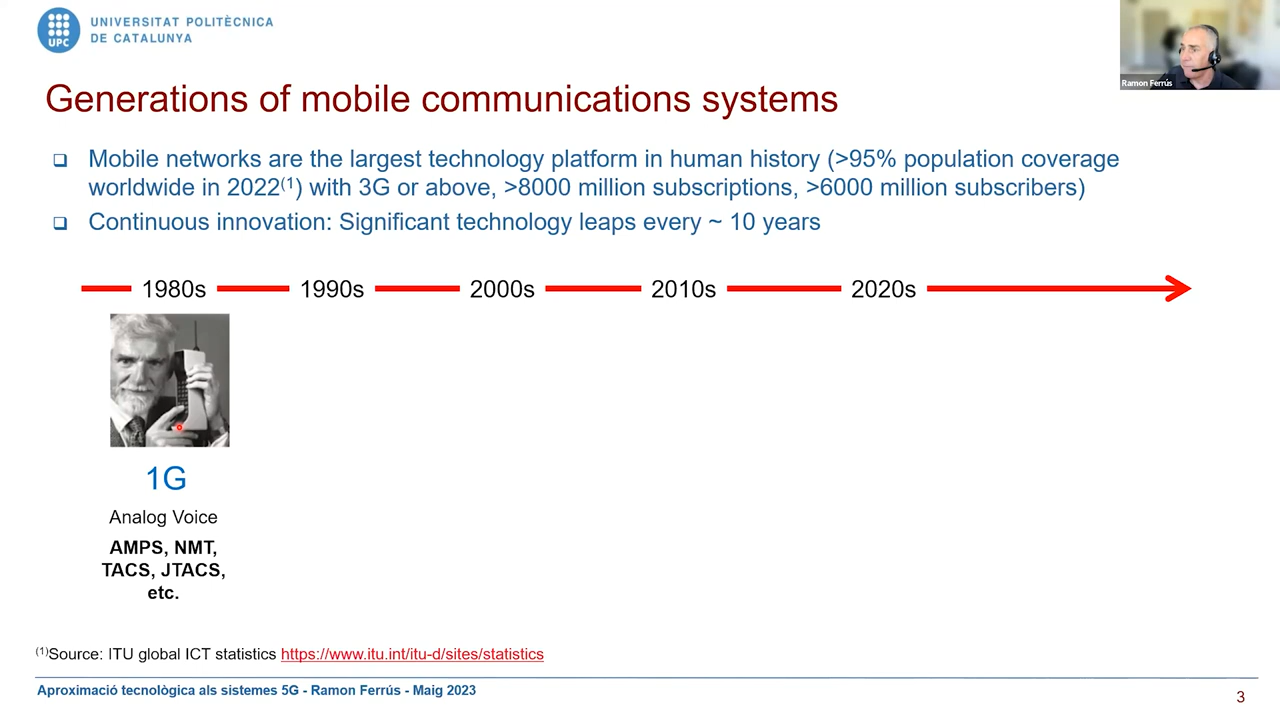 UNIVERSITAT POLITÈCNICA
DE CATALUNYA
UPC
Ramon Ferrús
Generations of mobile communications systems
❑ Mobile networks are the largest technology platform in human history (>95% population coverage
worldwide in 2022(1) with 3G or above, >8000 million subscriptions, >6000 million subscribers)
❑ Continuous innovation: Significant technology leaps every ~ 10 years
1980s 1990s 2000s 2010s 2020s
1G
Analog Voice
AMPS, NMT,
TACS, JTACS,
etc.
(1)Source: ITU global ICT statistics https://www.itu.int/itu-d/sites/statistics
Aproximació tecnològica als sistemes 5G - Ramon Ferrús - Maig 2023
3